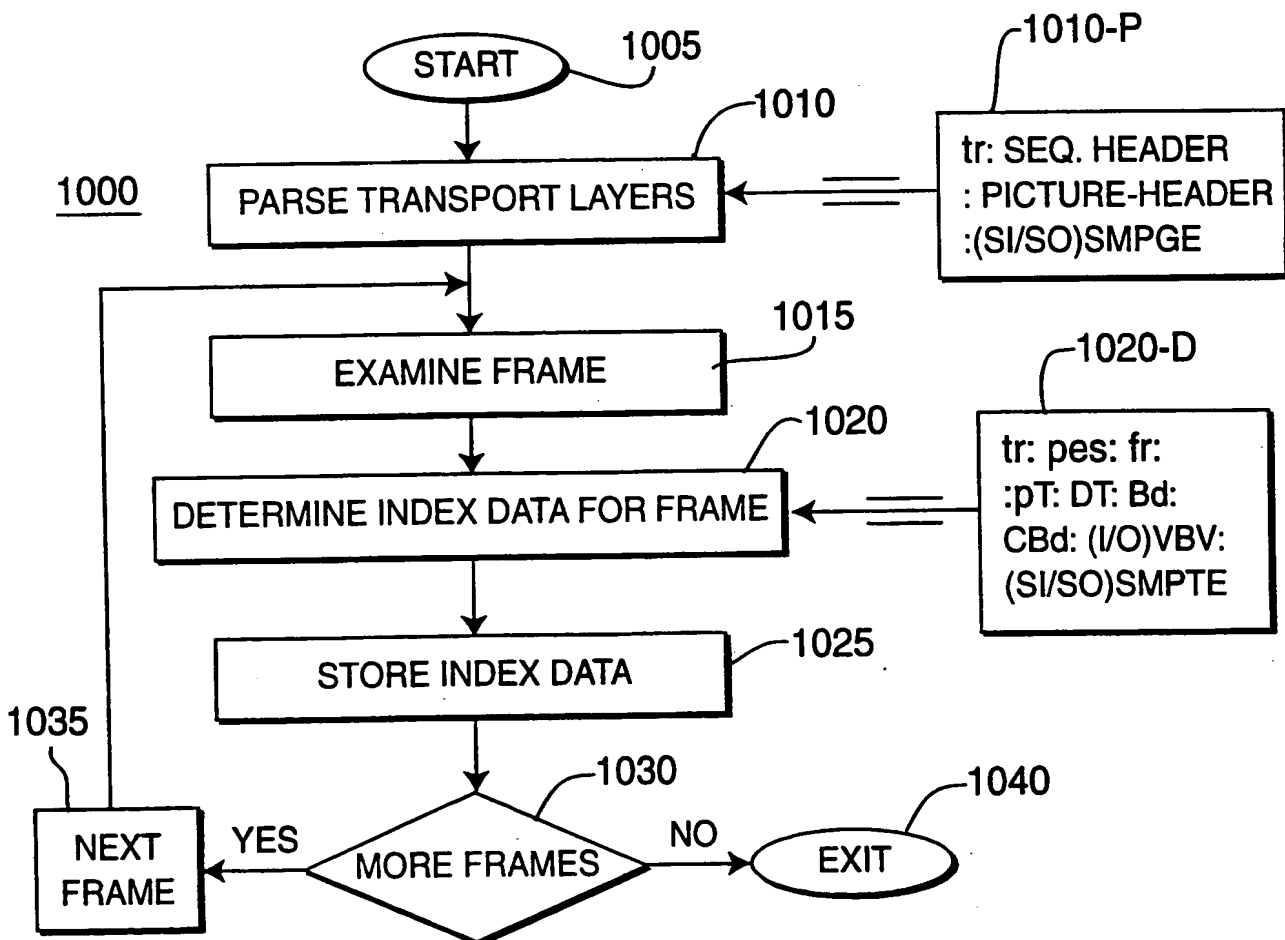 START
1005
1010-P
1010
tr: SEQ. HEADER
: PICTURE-HEADER
:(SI/SO)SMPGE
1000
PARSE TRANSPORT LAYERS
1015
EXAMINE FRAME
1020-D
1020
tr: pes: fr:
:pT: DT: Bd:
CBd: (I/O)VBV:
(SI/SO)SMPTE
DETERMINE INDEX DATA FOR FRAME
1025
STORE INDEX DATA
1035
1030
1040
NEXT
FRAME
YES
MORE FRAMES
NO
EXIT